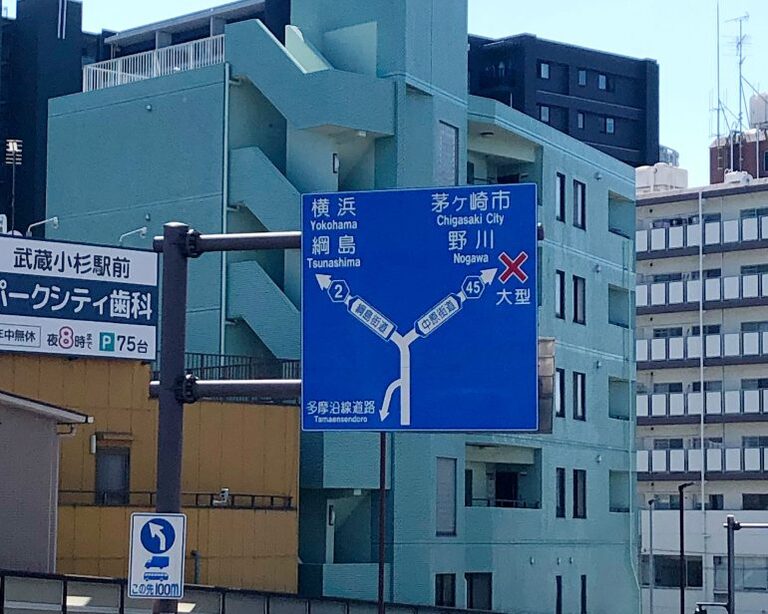 横浜
Yokohama
綱島
Tsunashima
茅ヶ崎市
Chigasaki City
野川
Nogawa
大型
2
綱島街道
中原街道
45
多摩沿線道路
Tamaensendoro
武蔵小杉駅前
パークシティ歯科
年中無休
夜8時まで
P75台
この先100m